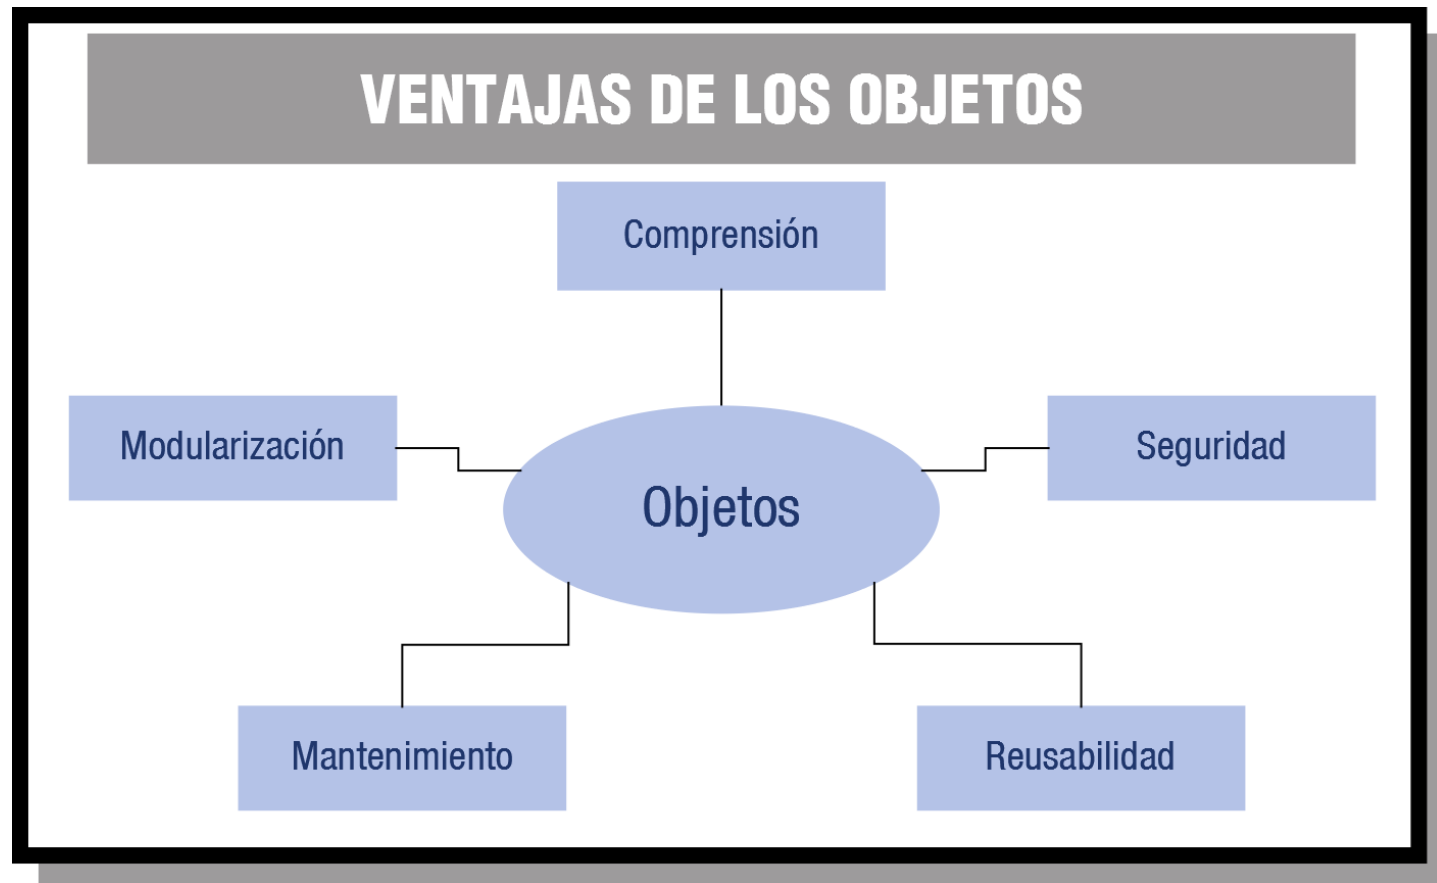 VENTAJAS DE LOS OBJETOS
Comprensión
Modularización
Seguridad
Objetos
Mantenimiento
Reusabilidad